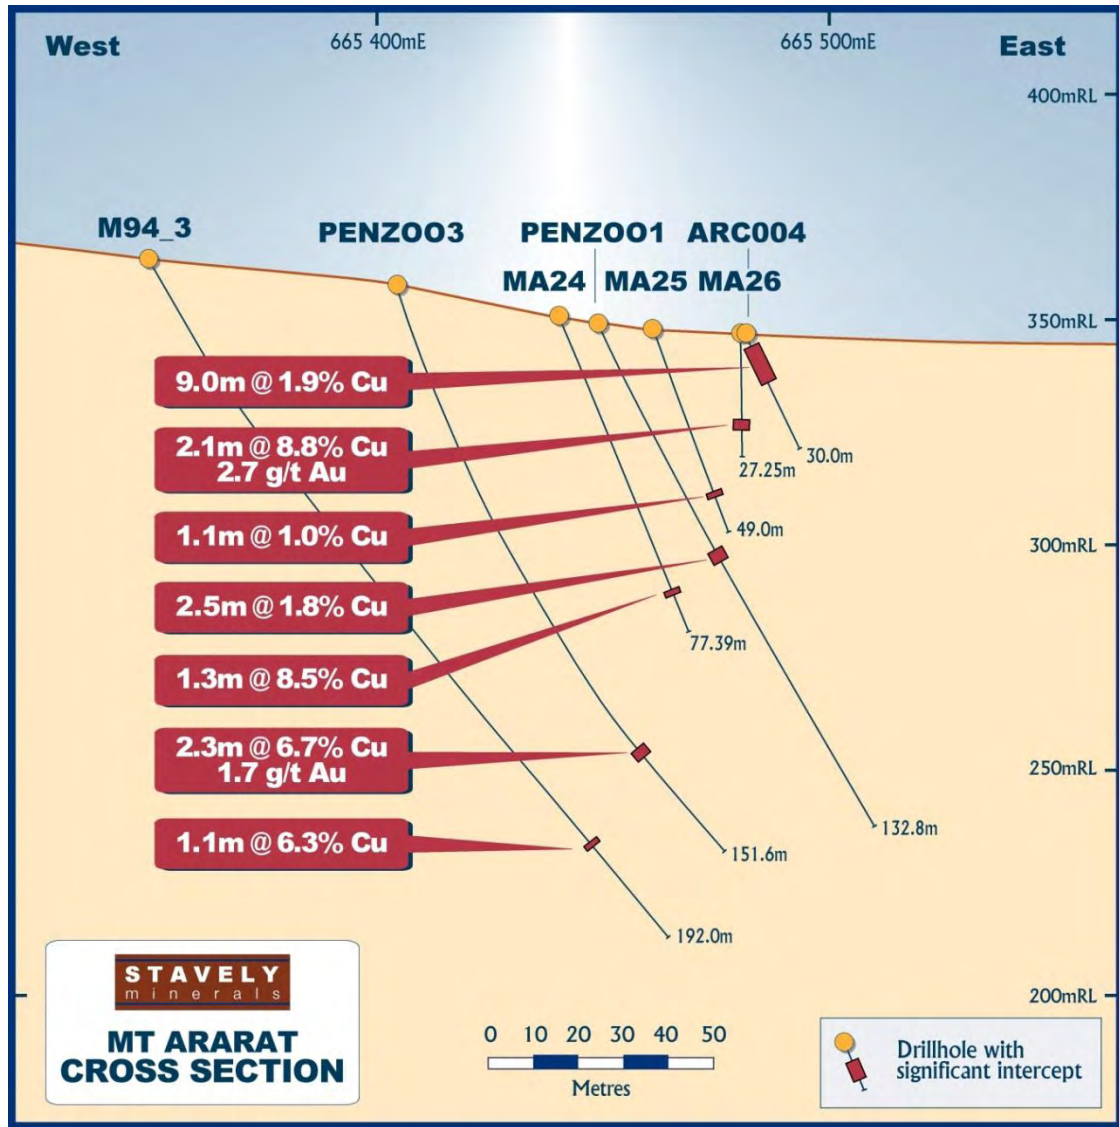 West
665 400mE
665 500mE
East
400mRL
M94_3
PENZOO3
PENZOO1
ARC004
MA24
MA25
MA26
350mRL
9.0m @ 1.9% Cu
2.1m @ 8.8% Cu
2.7 g/t Au
27.25m
30.0m
1.1m @ 1.0% Cu
49.0m
300mRL
2.5m @ 1.8% Cu
77.39m
1.3m @ 8.5% Cu
2.3m @ 6.7% Cu
1.7 g/t Au
250mRL
132.8m
1.1m @ 6.3% Cu
151.6m
192.0m
STAVELY
minerals
MT ARARAT
CROSS SECTION
0 10 20 30 40 50
Metres
200mRL
Drillhole with
significant intercept